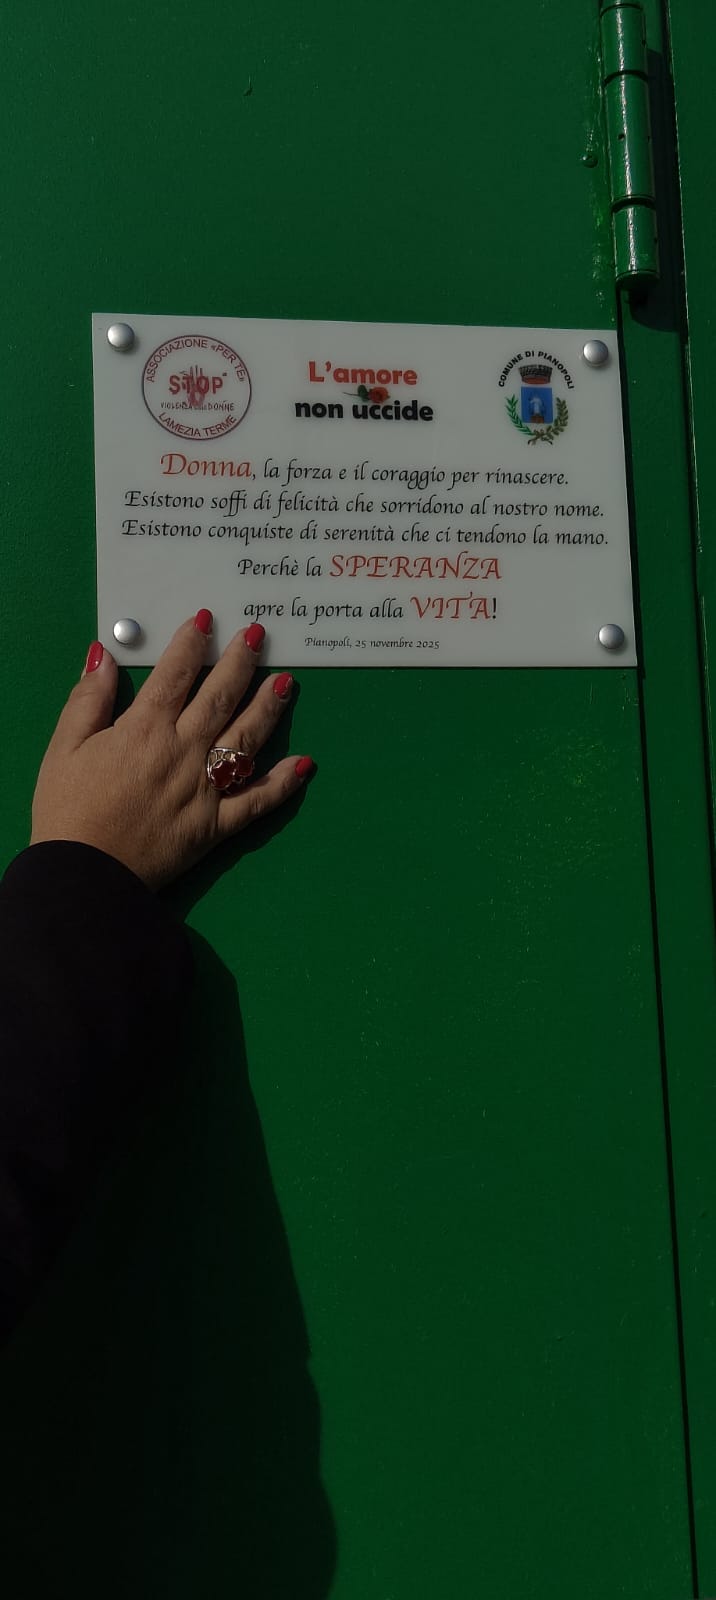 ASSOCIAZIONE «PER TE»
STOP
VIOLENZA SULLE DONNE
LAMEZIA TERME
L'amore
non uccide
COMUNE DI PIANOPOLI
Donna, la forza e il coraggio per rinascere.
Esistono soffi di felicità che sorridono al nostro nome.
Esistono conquiste di serenità che ci tendono la mano.
Perchè la SPERANZA
apre la porta alla VITA!
Pianopoli, 25 novembre 2025